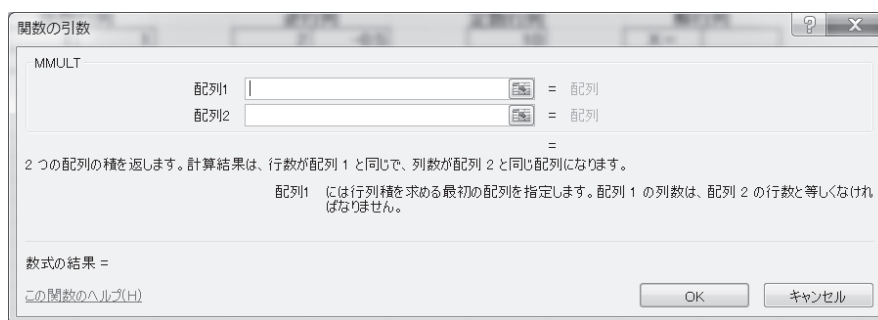 関数の引数
MMULT
配列1 = 配列
配列2 = 配列
=
2 つの配列の積を返します。計算結果は、行数が配列 1 と同じで、列数が配列 2 と同じ配列になります。
配列1 には行列積を求める最初の配列を指定します。配列 1 の列数は、配列 2 の行数と等しくなけれ
ばなりません。
数式の結果 =
この関数のヘルプ(H)
OK キャンセル